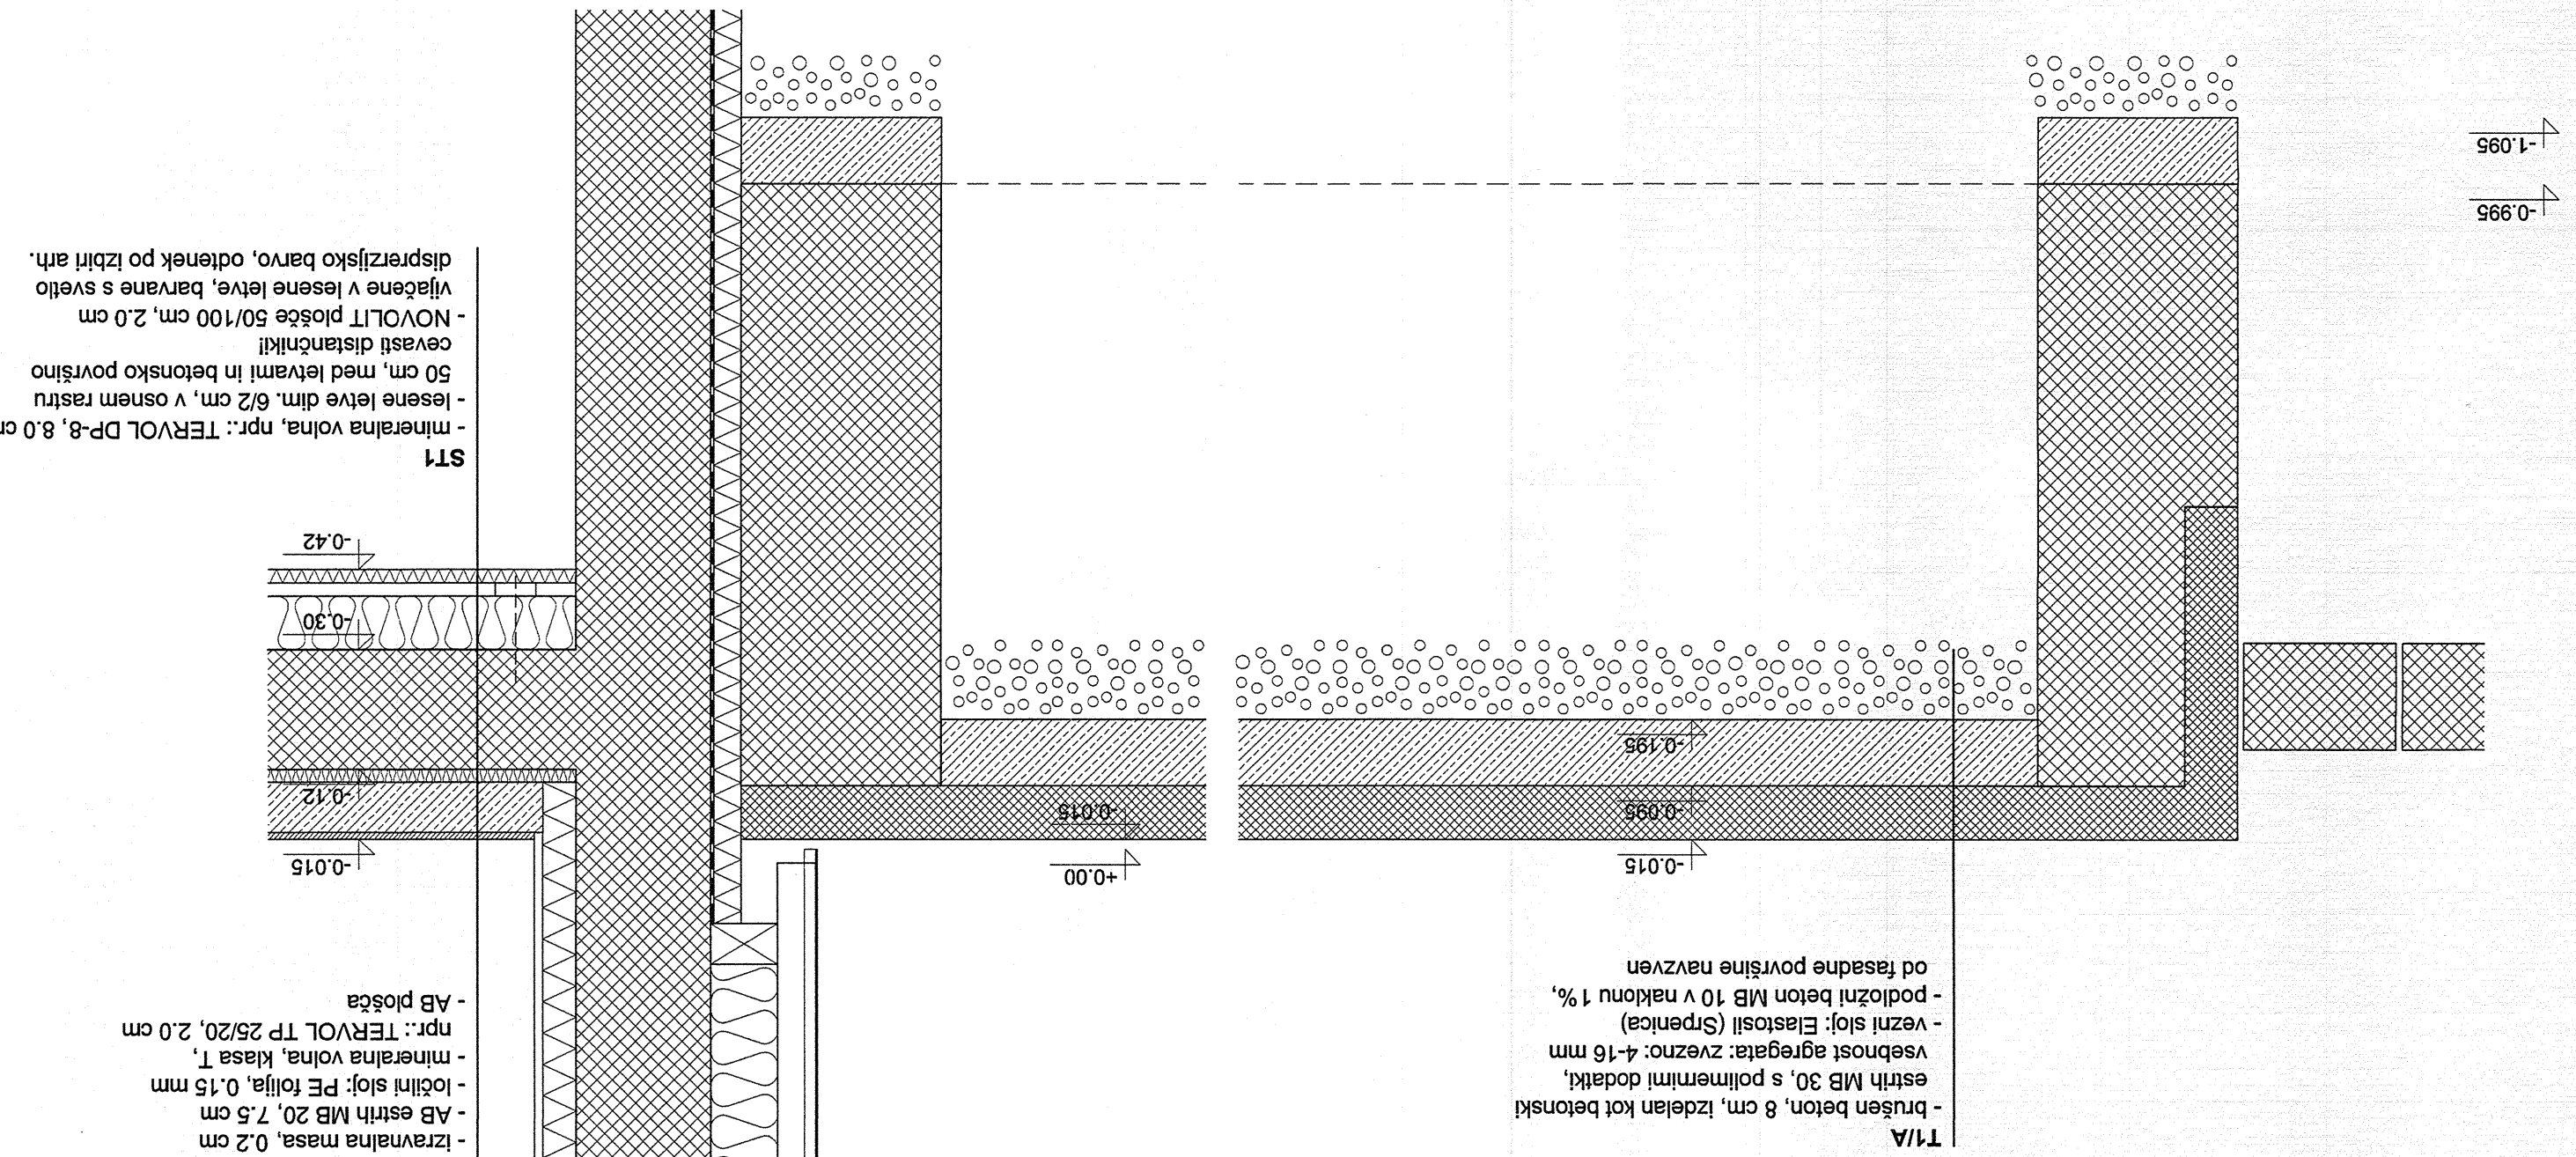 T1/A
- brušen beton, 8 cm, izdelan kot betonski
estrih MB 30, s polimernimi dodatki,
vsebnost agregata: zvezno: 4-16 mm
- vezni sloj: Elastosil (Srpenica)
- podložni beton MB 10 v naklonu 1%,
od fasadne površine navzven
- izravnalna masa, 0.2 cm
- AB estrih MB 20, 7.5 cm
- ločilni sloj: PE folija, 0.15 mm
- mineralna volna, klasa T,
npr.: TERVOL TP 25/20, 2.0 cm
- AB plošča
-0.015
+0.00
-0.015
-0.095
-0.015
-0.12
-0.195
-0.30
-0.42
ST1
- mineralna volna, npr.: TERVOL DP-8, 8.0 cm
- lesene letve dim. 6/2 cm, v osnem rastru
50 cm, med letvami in betonsko površino
cevasti distančniki!
- NOVOLIT plošče 50/100 cm, 2.0 cm
vijačene v lesene letve, barvane s svetlo
disprerzijsko barvo, odtenek po izbiri arh.
-0.995
-1.095